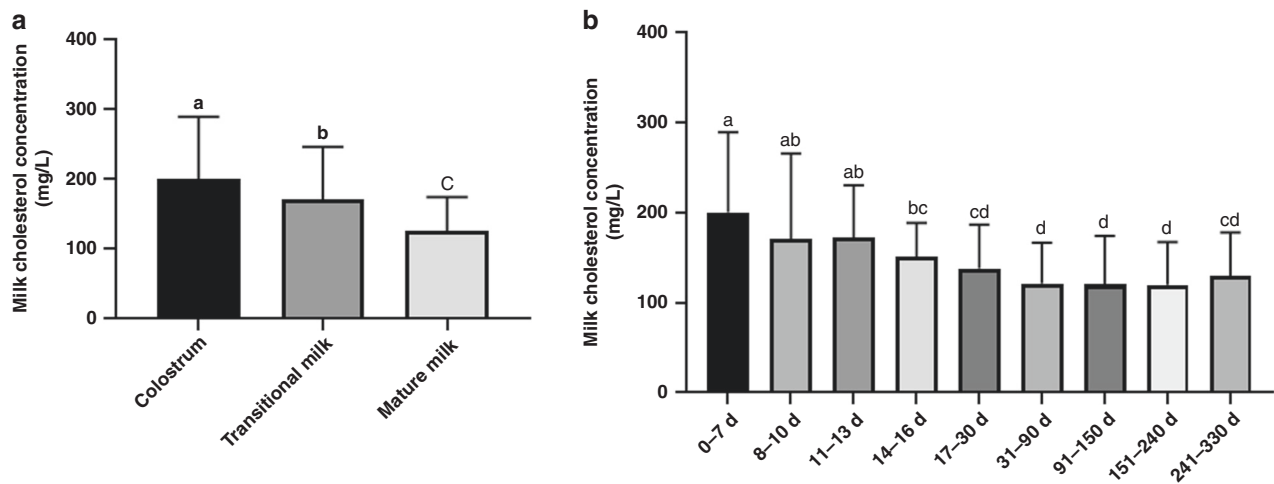 a
Milk cholesterol concentration
(mg/L)
400
300
200
100
0
a
b
C
Colostrum
Transitional milk
Mature milk
b
Milk cholesterol concentration
(mg/L)
400
300
200
100
0
a
ab
ab
bc
cd
d
d
d
cd
0–7 d
8–10 d
11–13 d
14–16 d
17–30 d
31–90 d
91–150 d
151–240 d
241–330 d